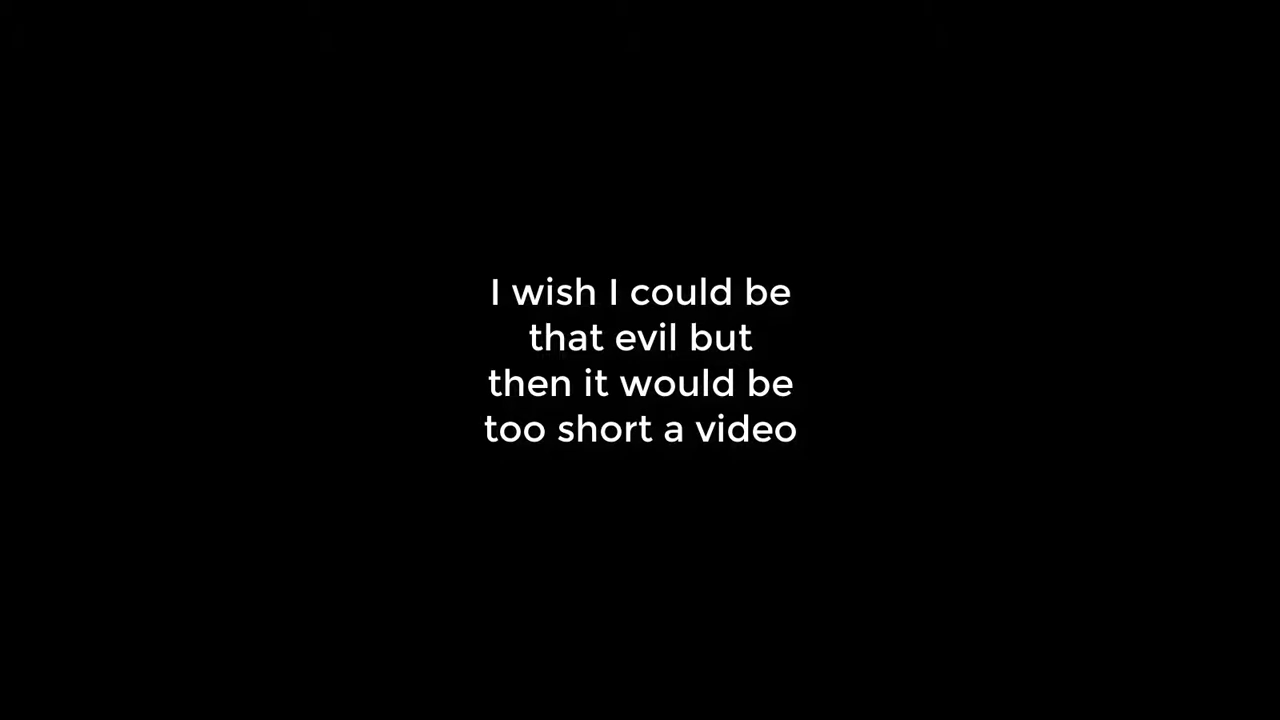 I wish I could be
that evil but
then it would be
too short a video